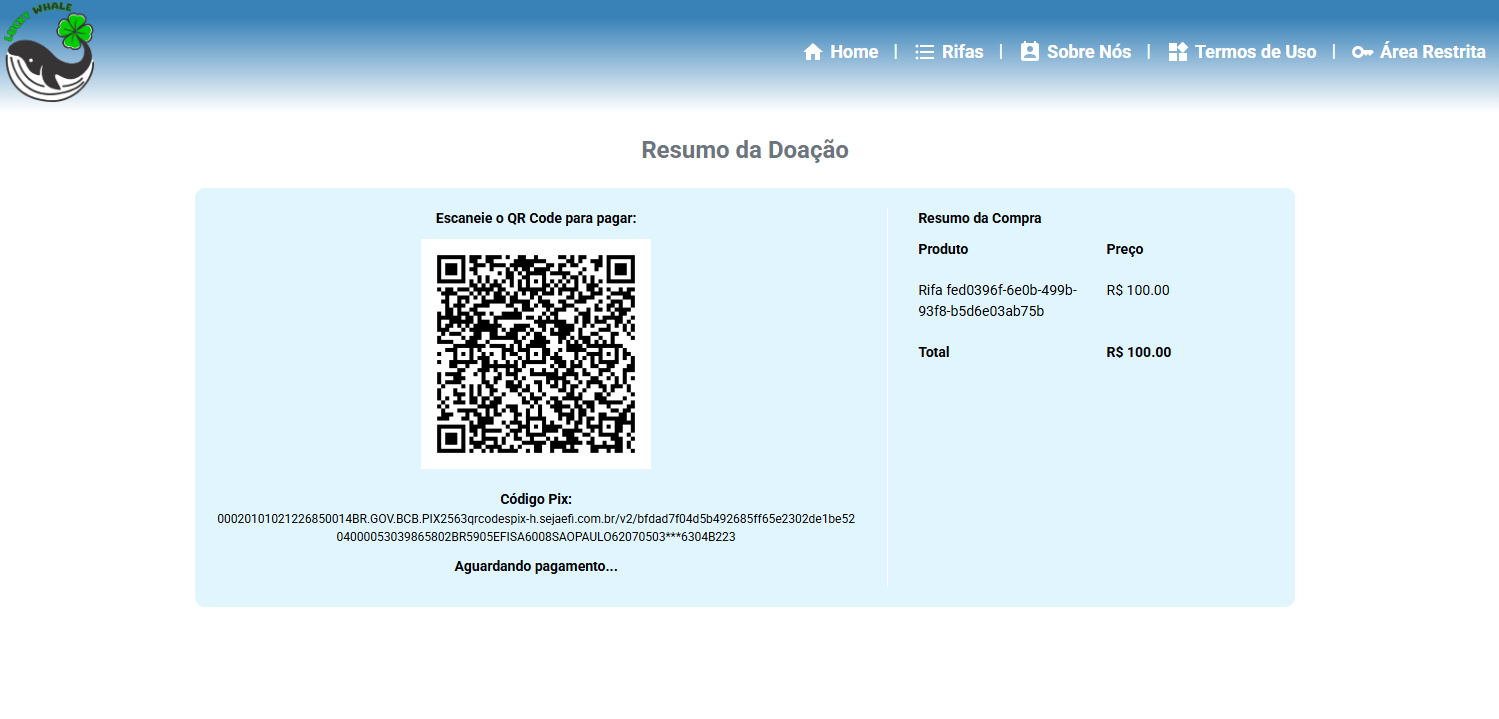 LUCKY WHALE
Home | Rifas | Sobre Nós | Termos de Uso | Área Restrita
Resumo da Doação
Escaneie o QR Code para pagar:
Código Pix:
00020101021226850014BR.GOV.BCB.PIX2563qrcodespix-h.sejaefi.com.br/v2/bfdad7f04d5b492685ff65e2302de1be52
04000053039865802BR5905EFISA6008SAOPAULO62070503***6304B223
Aguardando pagamento...
Resumo da Compra
Produto Preço
Rifa fed0396f-6e0b-499b- R$ 100.00
93f8-b5d6e03ab75b
Total R$ 100.00